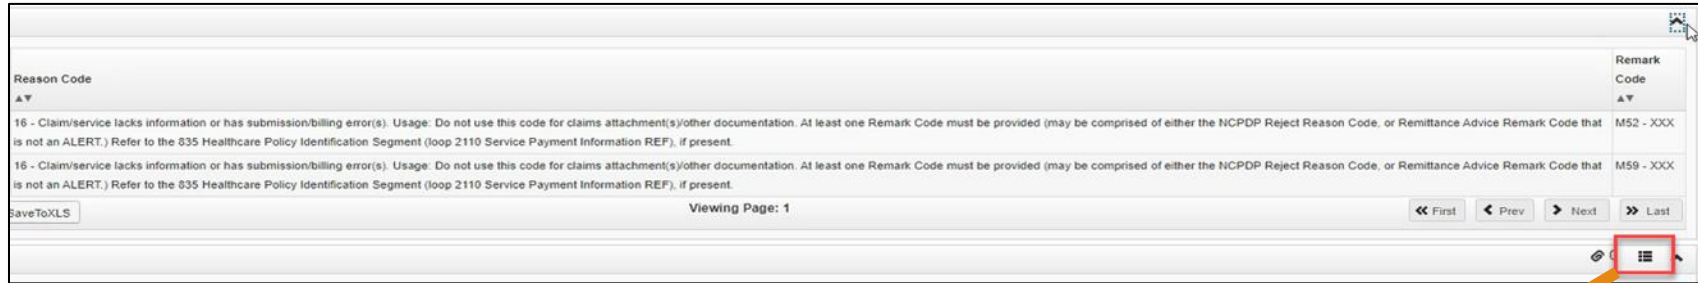 Reason Code
Remark
Code
16 - Claim/service lacks information or has submission/billing error(s). Usage: Do not use this code for claims attachment(s)/other documentation. At least one Remark Code must be provided (may be comprised of either the NCPDP Reject Reason Code, or Remittance Advice Remark Code that M52 - XXX
is not an ALERT.) Refer to the 835 Healthcare Policy Identification Segment (loop 2110 Service Payment Information REF), if present.
16 - Claim/service lacks information or has submission/billing error(s). Usage: Do not use this code for claims attachment(s)/other documentation. At least one Remark Code must be provided (may be comprised of either the NCPDP Reject Reason Code, or Remittance Advice Remark Code that M59 - XXX
is not an ALERT.) Refer to the 835 Healthcare Policy Identification Segment (loop 2110 Service Payment Information REF), if present.
SaveToXLS Viewing Page: 1 First Prev Next Last